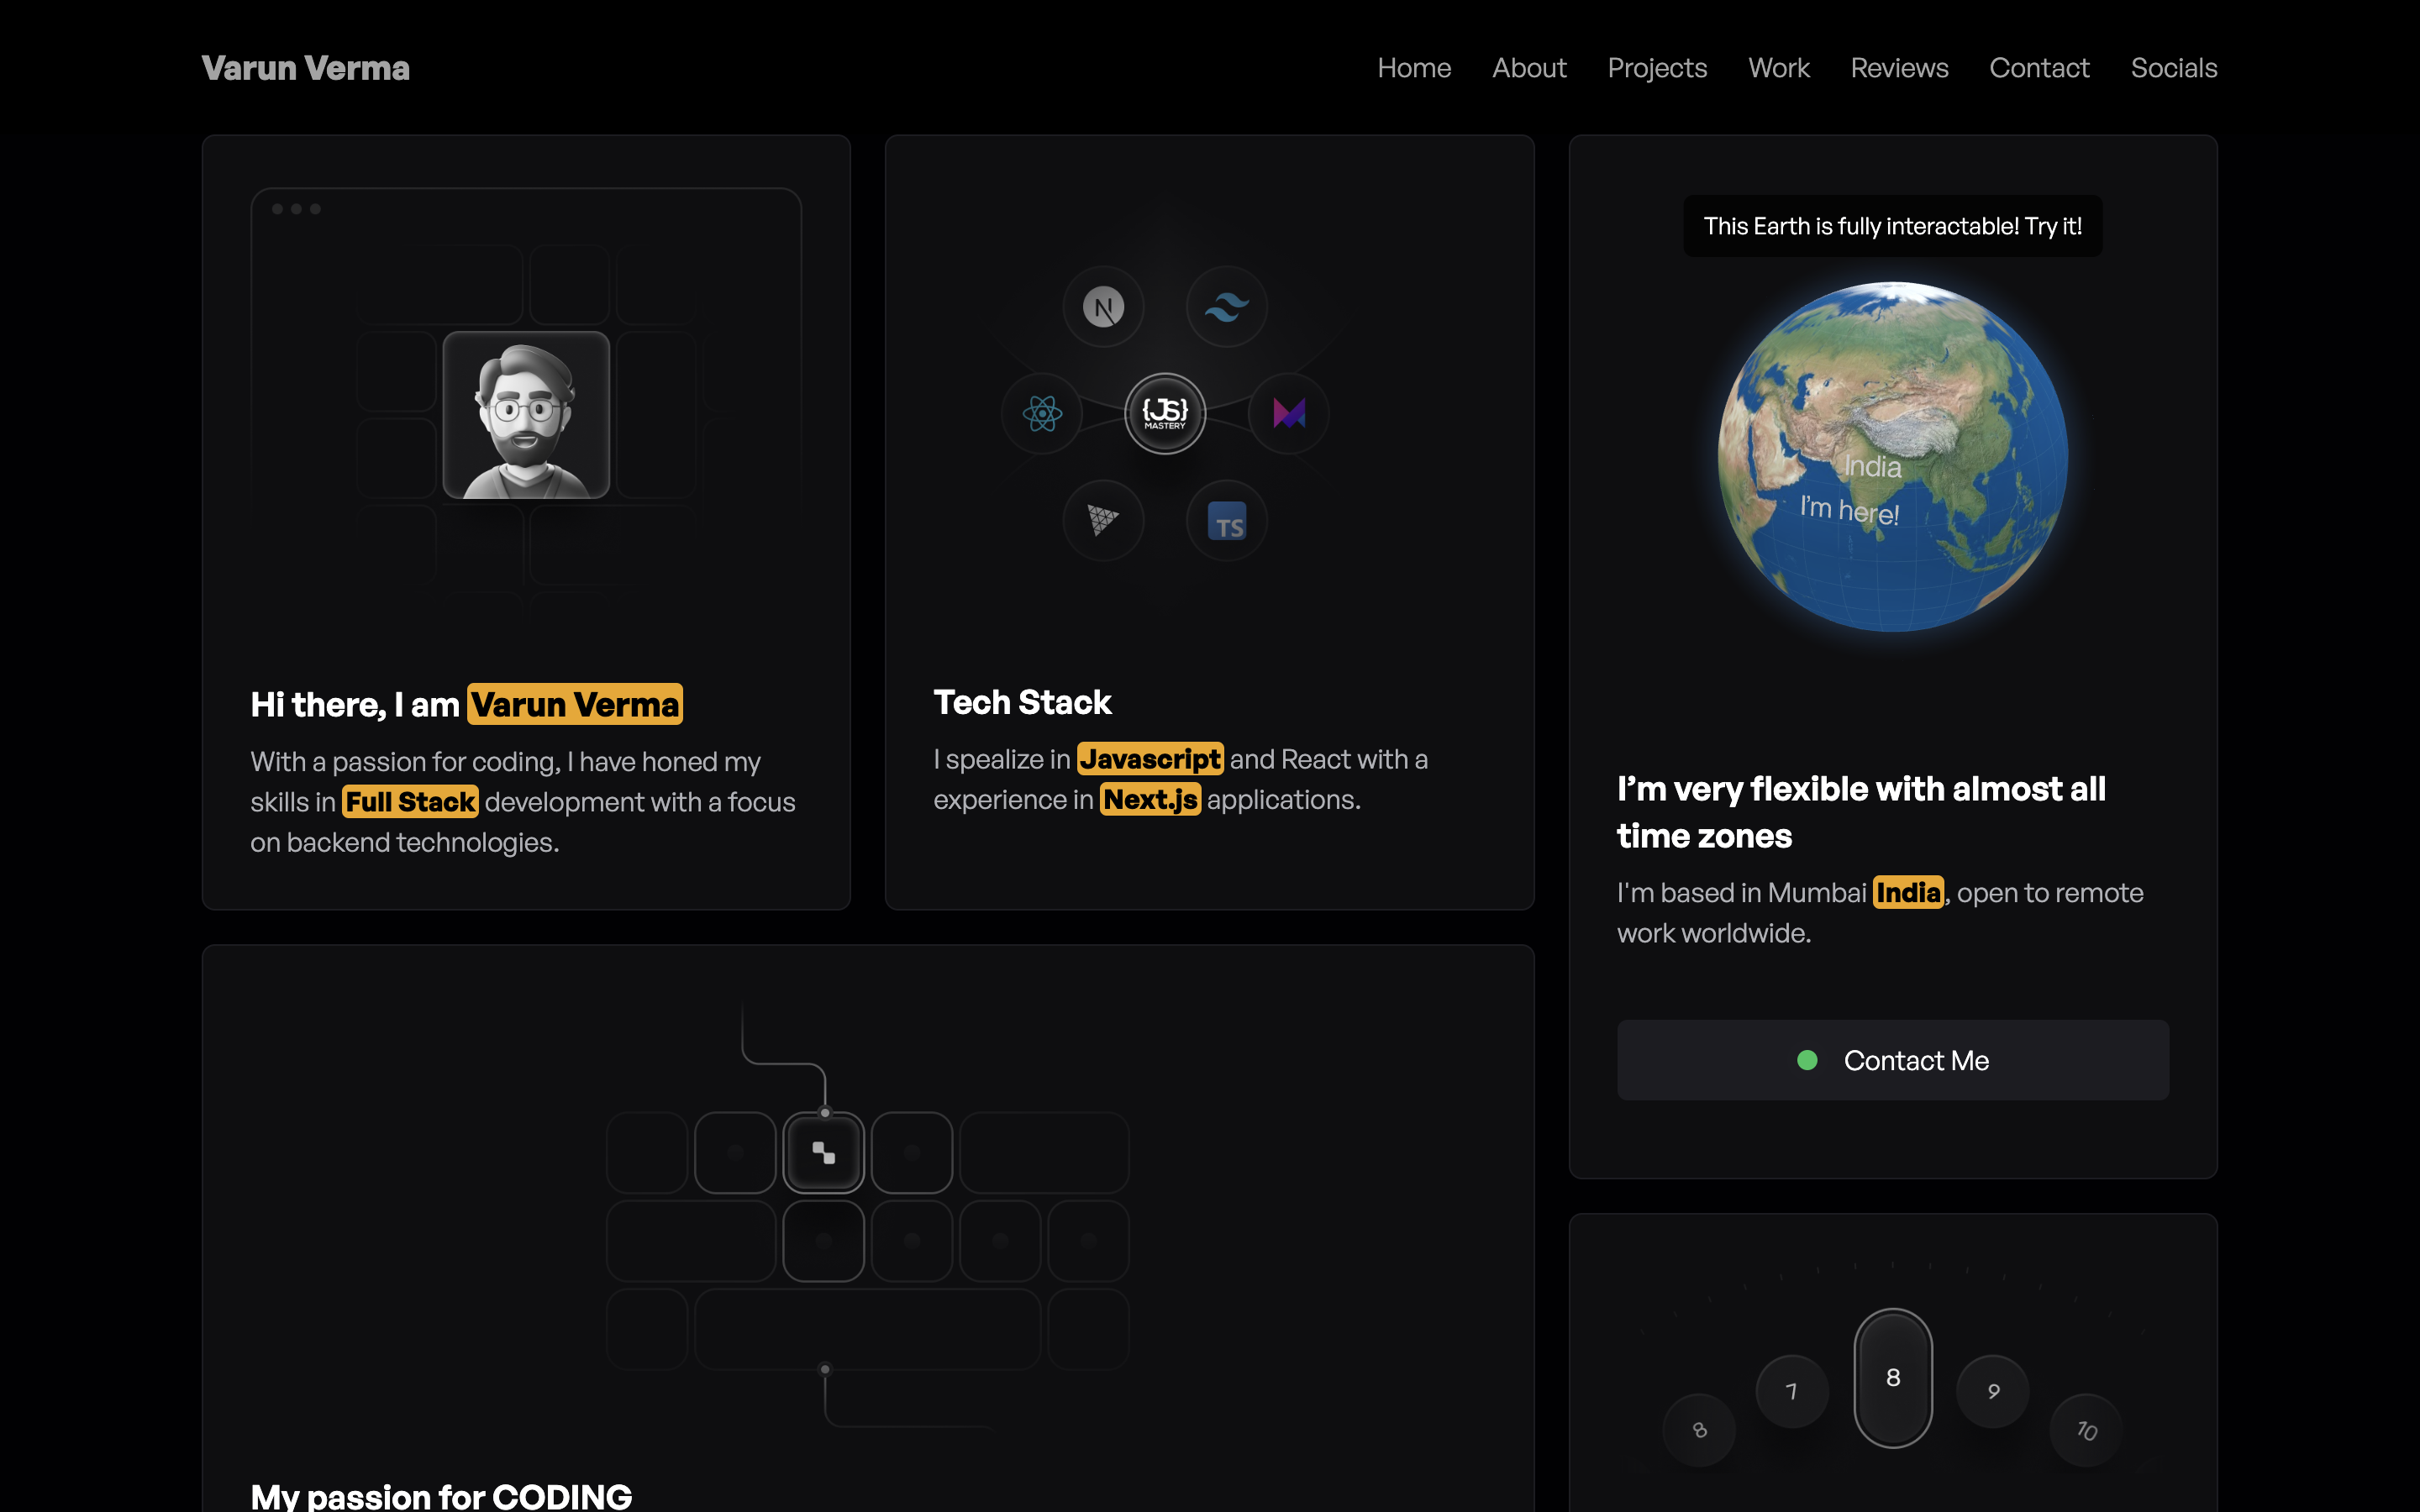 Varun Verma
Home About Projects Work Reviews Contact Socials
N
{JS}
MASTERY
TS
Hi there, I am Varun Verma
With a passion for coding, I have honed my
skills in Full Stack development with a focus
on backend technologies.
Tech Stack
I spealize in Javascript and React with a
experience in Next.js applications.
This Earth is fully interactable! Try it!
India
I'm here!
I’m very flexible with almost all
time zones
I'm based in Mumbai India, open to remote
work worldwide.
Contact Me
My passion for CODING
8 7 8 9 10